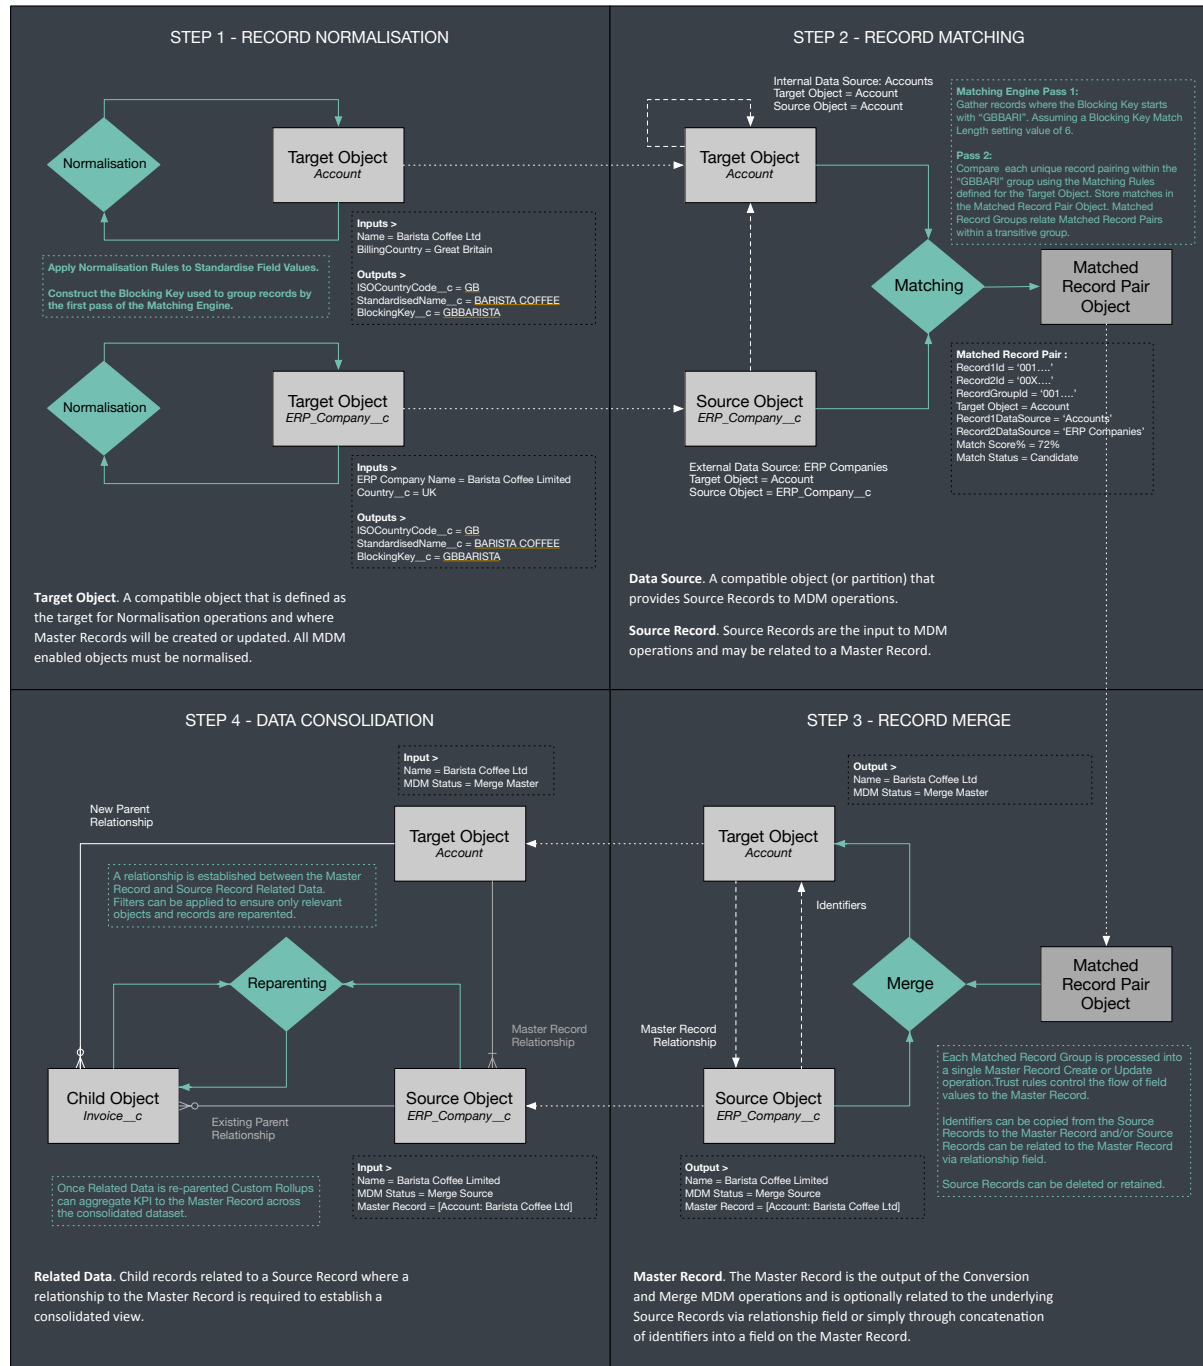 STEP 1 - RECORD NORMALISATION
Normalisation
Target Object
Account
Inputs >
Name = Barista Coffee Ltd
BillingCountry = Great Britain
Outputs >
ISOCountryCode__c = GB
StandardisedName__c = BARISTA COFFEE
BlockingKey__c = GBBARISTA
Apply Normalisation Rules to Standardise Field Values.
Construct the Blocking Key used to group records by
the first pass of the Matching Engine.
Normalisation
Target Object
ERP_Company__c
Inputs >
ERP Company Name = Barista Coffee Limited
Country__c = UK
Outputs >
ISOCountryCode__c = GB
StandardisedName__c = BARISTA COFFEE
BlockingKey__c = GBBARISTA
Target Object. A compatible object that is defined as
the target for Normalisation operations and where
Master Records will be created or updated. All MDM
enabled objects must be normalised.
STEP 2 - RECORD MATCHING
Internal Data Source: Accounts
Target Object = Account
Source Object = Account
Matching Engine Pass 1:
Gather records where the Blocking Key starts
with “GBBARI”. Assuming a Blocking Key Match
Length setting value of 6.
Pass 2:
Compare each unique record pairing within the
“GBBARI” group using the Matching Rules
defined for the Target Object. Store matches in
the Matched Record Pair Object. Matched
Record Groups relate Matched Record Pairs
within a transitive group.
Target Object
Account
Matching
Matched
Record Pair
Object
Source Object
ERP_Company__c
Matched Record Pair :
Record1Id = ‘001....’
Record2Id = ‘00X....’
RecordGroupId = ‘001....’
Target Object = Account
Record1DataSource = ‘Accounts’
Record2DataSource = ‘ERP Companies’
Match Score% = 72%
Match Status = Candidate
External Data Source: ERP Companies
Target Object = Account
Source Object = ERP_Company__c
Data Source. A compatible object (or partition) that
provides Source Records to MDM operations.
Source Record. Source Records are the input to MDM
operations and may be related to a Master Record.
STEP 4 - DATA CONSOLIDATION
Input >
Name = Barista Coffee Ltd
MDM Status = Merge Master
New Parent
Relationship
Target Object
Account
A relationship is established between the Master
Record and Source Record Related Data.
Filters can be applied to ensure only relevant
objects and records are reparented.
Reparenting
Master Record
Relationship
Child Object
Invoice__c
Existing Parent
Relationship
Source Object
ERP_Company__c
Input >
Name = Barista Coffee Limited
MDM Status = Merge Source
Master Record = [Account: Barista Coffee Ltd]
Once Related Data is re-parented Custom Rollups
can aggregate KPI to the Master Record across
the consolidated dataset.
Related Data. Child records related to a Source Record where a
relationship to the Master Record is required to establish a
consolidated view.
STEP 3 - RECORD MERGE
Output >
Name = Barista Coffee Ltd
MDM Status = Merge Master
Target Object
Account
Identifiers
Merge
Matched
Record Pair
Object
Master Record
Relationship
Source Object
ERP_Company__c
Each Matched Record Group is processed into
a single Master Record Create or Update
operation.Trust rules control the flow of field
values to the Master Record.
Identifiers can be copied from the Source
Records to the Master Record and/or Source
Records can be related to the Master Record
via relationship field.
Source Records can be deleted or retained.
Output >
Name = Barista Coffee Limited
MDM Status = Merge Source
Master Record = [Account: Barista Coffee Ltd]
Master Record. The Master Record is the output of the Conversion
and Merge MDM operations and is optionally related to the underlying
Source Records via relationship field or simply through concatenation
of identifiers into a field on the Master Record.